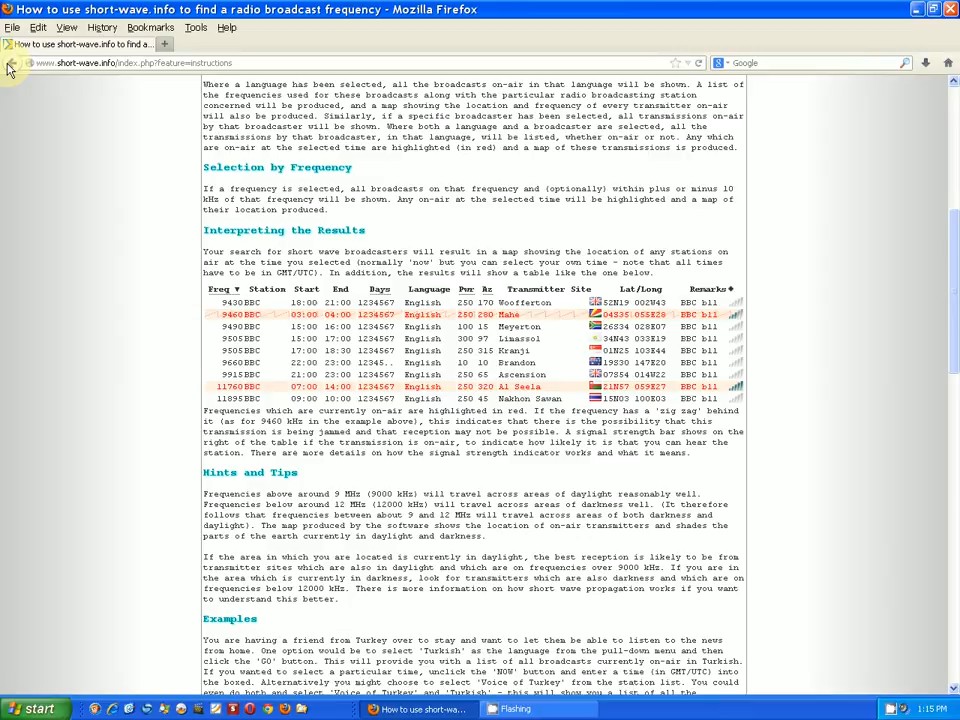 How to use short-wave.info to find a radio broadcast frequency - Mozilla Firefox
File Edit View History Bookmarks Tools Help
How to use short-wave.info to find a...
www.short-wave.info/index.php?feature=instructions
Google
Where a language has been selected, all the broadcasts on-air in that language will be shown. A list of
the frequencies used for these broadcasts along with the particular radio broadcasting station
concerned will be produced, and a map showing the location and frequency of every transmitter on-air
will also be produced. Similarly, if a specific broadcaster has been selected, all transmissions on-air
by that broadcaster will be shown. Where both a language and a broadcaster are selected, all the
transmissions by that broadcaster, in that language, will be listed, whether on-air or not. Any which
are on-air at the selected time are highlighted (in red) and a map of these transmissions is produced.
Selection by Frequency
If a frequency is selected, all broadcasts on that frequency and (optionally) within plus or minus 10
kHz of that frequency will be shown. Any on-air at the selected time will be highlighted and a map of
their location produced.
Interpreting the Results
Your search for short wave broadcasters will result in a map showing the location of any stations on
air at the time you selected (normally 'now' but you can select your own time - note that all times
have to be in GMT/UTC). In addition, the results will show a table like the one below.
Freq ▼ Station Start End Days Language Pwr Az Transmitter Site Lat/Long Remarks
9430 BBC 18:00 21:00 1234567 English 250 170 Woofferton 52N19 002W43 BBC b11
9460 BBC 03:00 04:00 1234567 English 250 280 Mahe 04S35 055E28 BBC b11
9490 BBC 15:00 16:00 1234567 English 100 15 Meyerton 26S34 028E07 BBC b11
9505 BBC 15:00 17:00 1234567 English 300 97 Limassol 34N43 033E19 BBC b11
9505 BBC 17:00 18:30 1234567 English 250 315 Kranji 01N25 103E44 BBC b11
9660 BBC 22:00 23:00 12345.. English 10 10 Brandon 19S30 147E20 BBC b11
9915 BBC 21:00 23:00 1234567 English 250 65 Ascension 07S54 014W22 BBC b11
11760 BBC 07:00 14:00 1234567 English 250 320 Al Seela 21N57 059E27 BBC b11
11895 BBC 09:00 10:00 1234567 English 250 45 Nakhon Sawan 15N03 100E03 BBC b11
Frequencies which are currently on-air are highlighted in red. If the frequency has a 'zig zag' behind
it (as for 9460 kHz in the example above), this indicates that there is the possibility that this
transmission is being jammed and that reception may not be possible. A signal strength bar shows on the
right of the table if the transmission is on-air, to indicate how likely it is that you can hear the
station. There are more details on how the signal strength indicator works and what it means.
Hints and Tips
Frequencies above around 9 MHz (9000 kHz) will travel across areas of daylight reasonably well.
Frequencies below around 12 MHz (12000 kHz) will travel across areas of darkness well. (It therefore
follows that frequencies between about 9 and 12 MHz will travel across areas of both darkness and
daylight). The map produced by the software shows the location of on-air transmitters and shades the
parts of the earth currently in daylight and darkness.
If the area in which you are located is currently in daylight, the best reception is likely to be from
transmitter sites which are also in daylight and which are on frequencies over 9000 kHz. If you are in
the area which is currently in darkness, look for transmitters which are also darkness and are on
frequencies below 12000 kHz. There is more information on how short wave propagation works if you want
to understand this better.
Examples
You are having a friend from Turkey over to stay and want to let them be able to listen to the news
from home. One option would be to select 'Turkish' as the language from the pull-down menu and then
click the 'GO' button. This will provide you with a list of all broadcasts currently on-air in Turkish.
If you wanted to select a particular time, unclick the 'NOW' button and enter a time (in GMT/UTC) into
the boxed. Alternatively you might choose to select 'Voice of Turkey' from the station list. You could
even do both and select 'Voice of Turkey' and 'Turkish' - this will show you a list of all the
start
How to use short-wa...
Flashing
1:15 PM